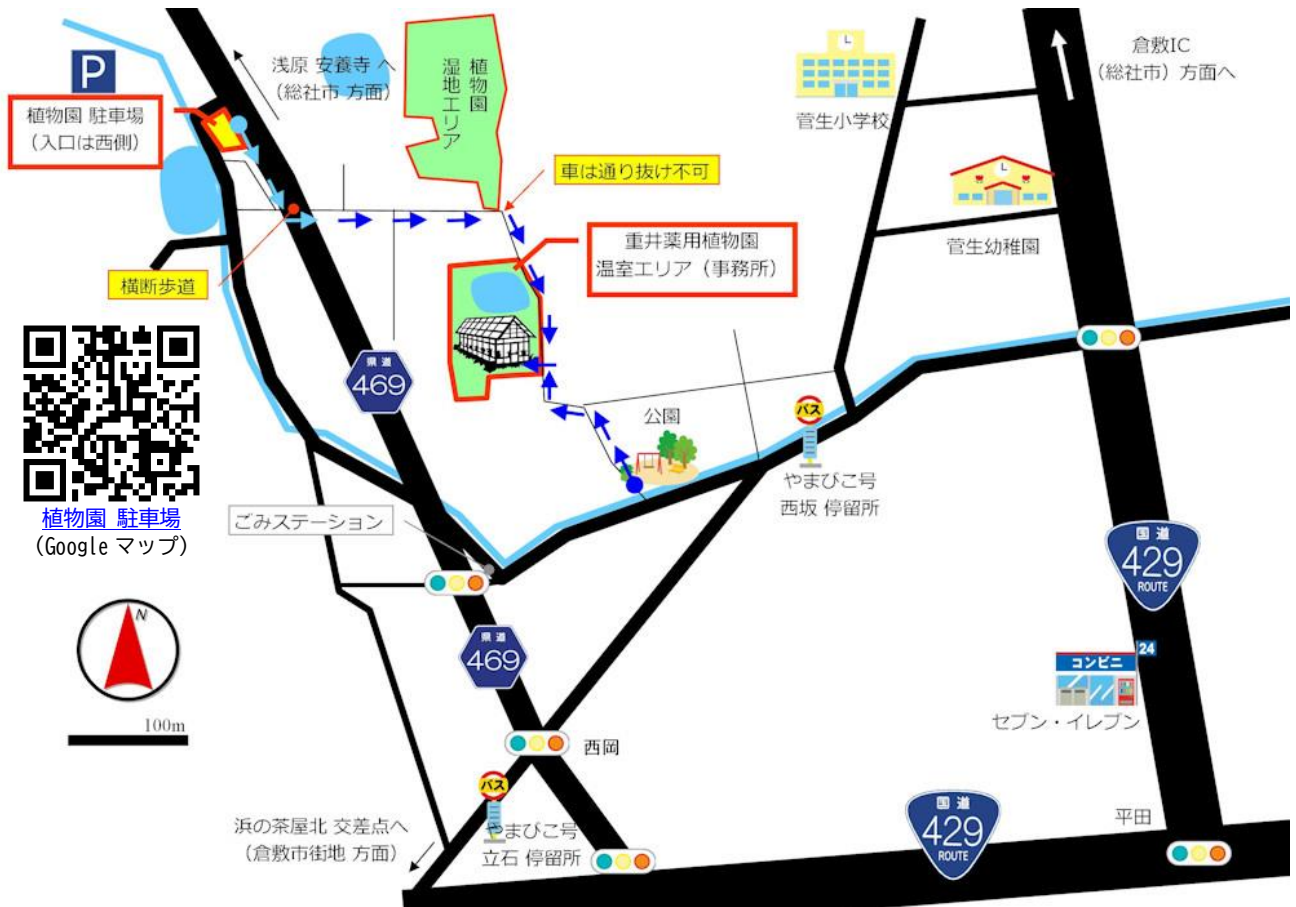 P
植物園 駐車場
（入口は西側）
浅原 安養寺 へ
（総社市 方面）
植物園
湿地エリア
菅生小学校
倉敷IC
（総社市）方面へ
車は通り抜け不可
菅生幼稚園
重井薬用植物園
温室エリア（事務所）
横断歩道
県道
469
公園
バス
やまびこ号
西坂 停留所
植物園 駐車場
（Google マップ）
ごみステーション
国道
429
ROUTE
N
100m
県道
469
24
コンビニ
セブン・イレブン
西岡
バス
やまびこ号
立石 停留所
浜の茶屋北 交差点へ
（倉敷市街地 方面）
国道
429
ROUTE
平田